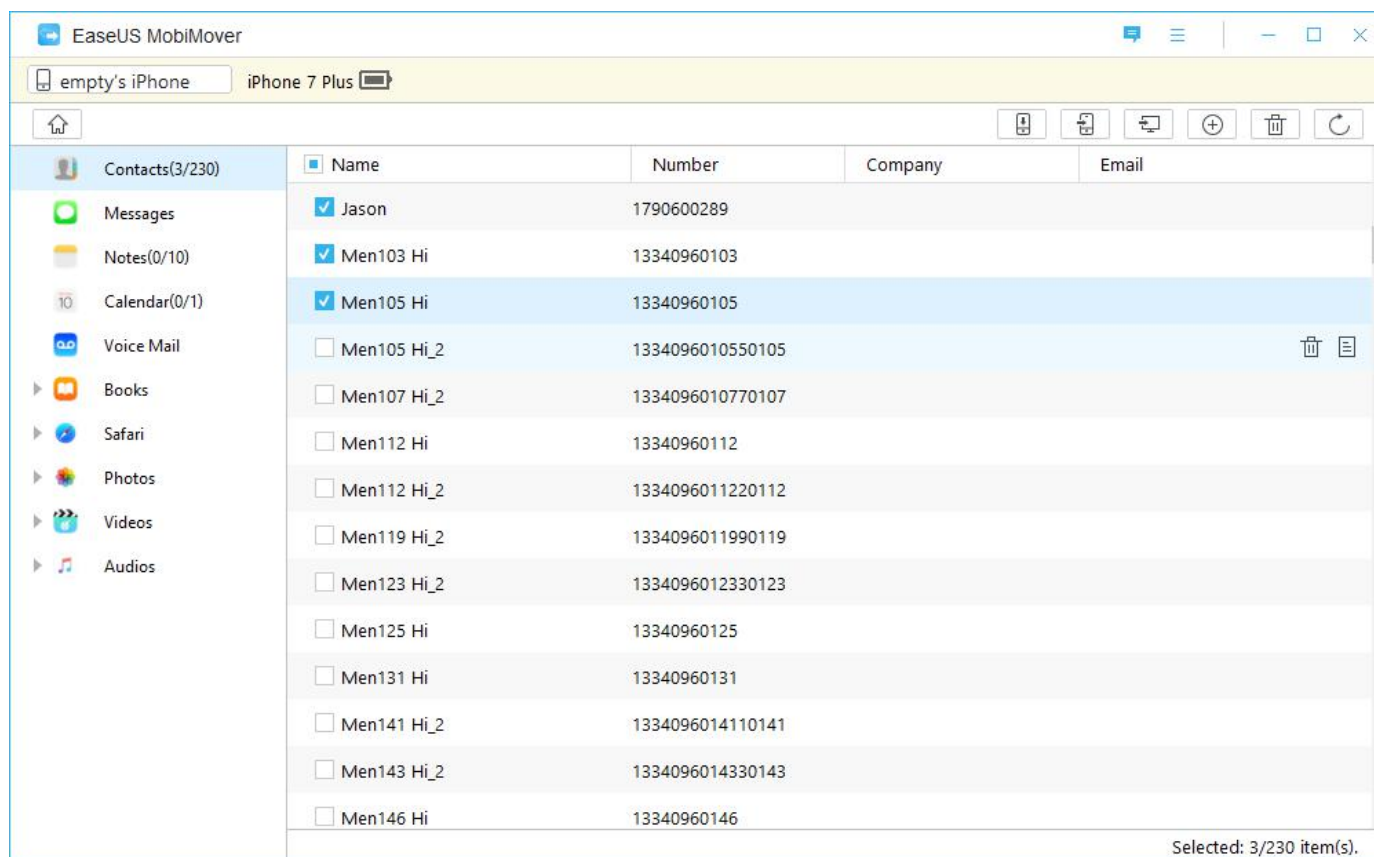 EaseUS MobiMover
empty's iPhone iPhone 7 Plus
Contacts(3/230)
Messages
Notes(0/10)
10 Calendar(0/1)
Voice Mail
Books
Safari
Photos
Videos
Audios
Name Number Company Email
Jason 1790600289
Men103 Hi 13340960103
Men105 Hi 13340960105
Men105 Hi_2 1334096010550105
Men107 Hi_2 1334096010770107
Men112 Hi 13340960112
Men112 Hi_2 1334096011220112
Men119 Hi_2 1334096011990119
Men123 Hi_2 1334096012330123
Men125 Hi 13340960125
Men131 Hi 13340960131
Men141 Hi_2 1334096014110141
Men143 Hi_2 1334096014330143
Men146 Hi 13340960146
Selected: 3/230 item(s).